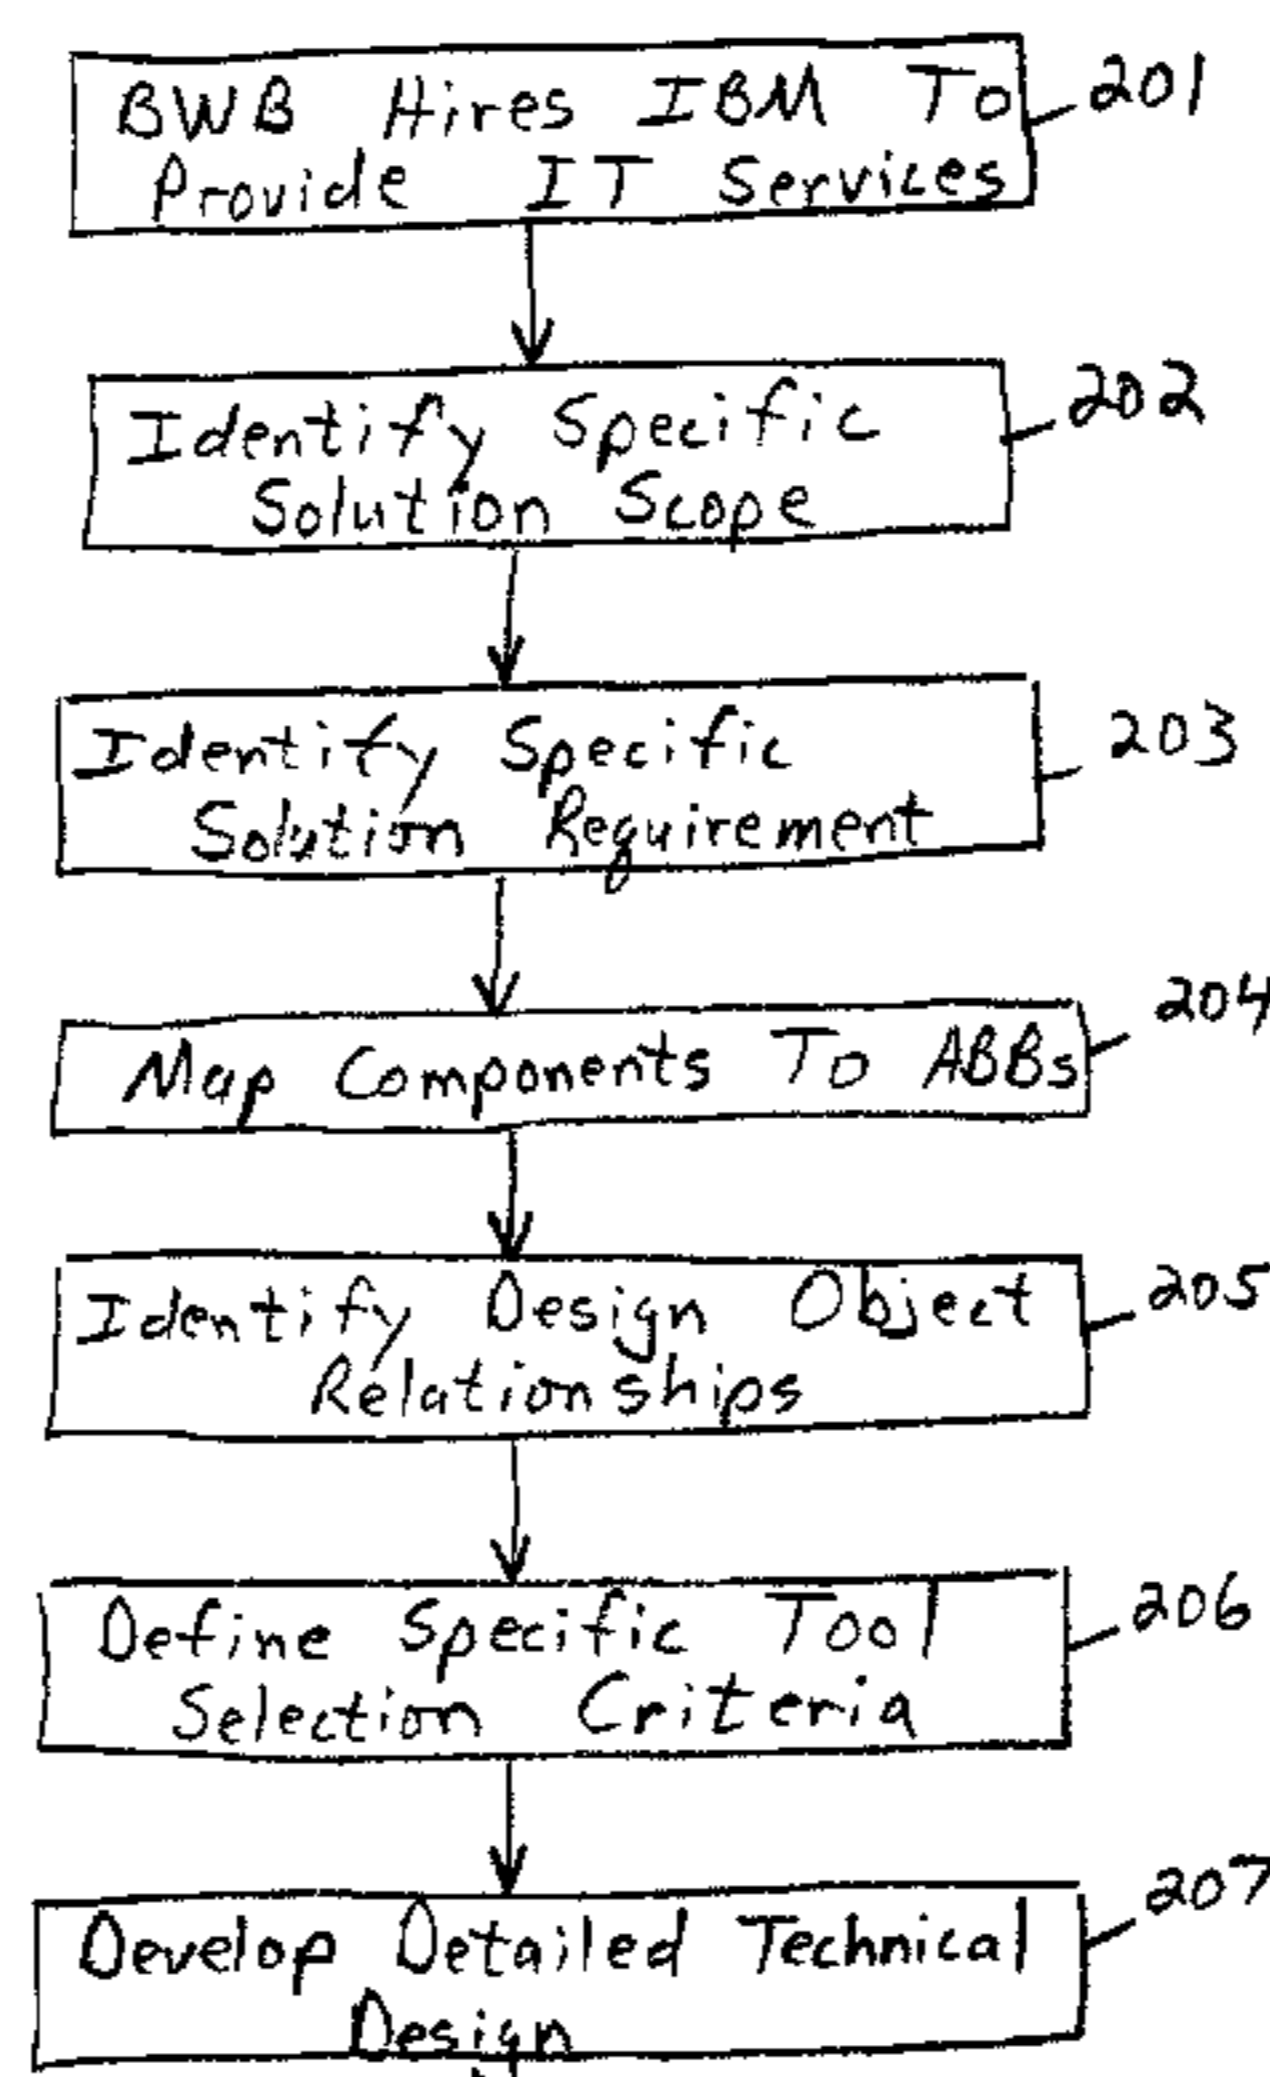 BWB Hires IBM To
Provide IT Services
201
Identify Specific
Solution Scope
202
Identify Specific
Solution Requirement
203
Map Components To ABBs
204
Identify Design Object
Relationships
205
Define Specific Tool
Selection Criteria
206
Develop Detailed Technical
Design
207